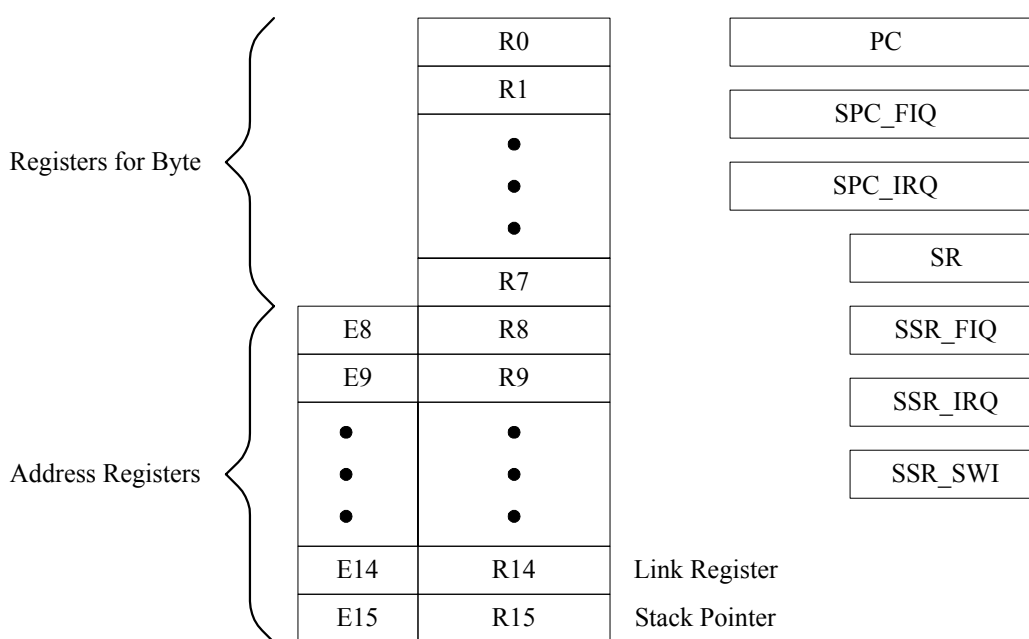 R0
PC
R1
SPC_FIQ
Registers for Byte
SPC_IRQ
SR
R7
E8
R8
SSR_FIQ
E9
R9
SSR_IRQ
Address Registers
SSR_SWI
E14
R14
Link Register
E15
R15
Stack Pointer